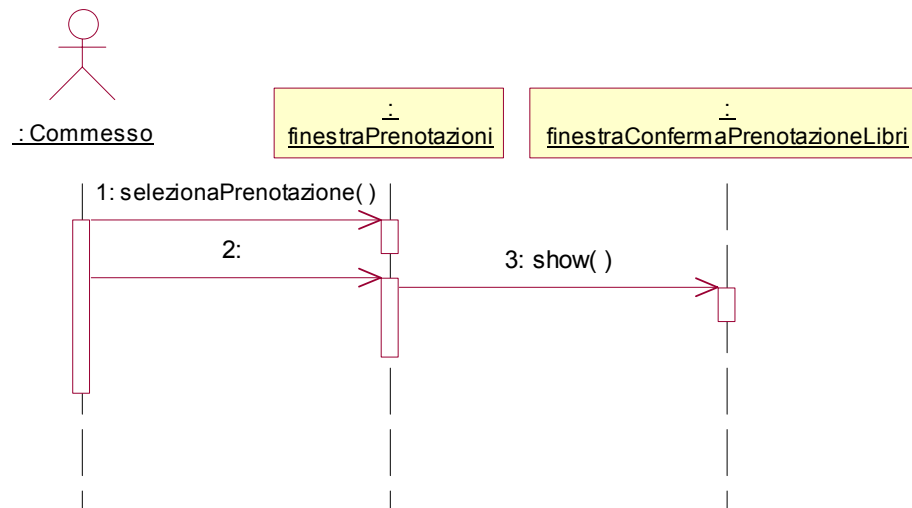 : Commesso
:
finestraPrenotazioni
:
finestraConfermaPrenotazioneLibri
1: selezionaPrenotazione( )
2:
3: show( )